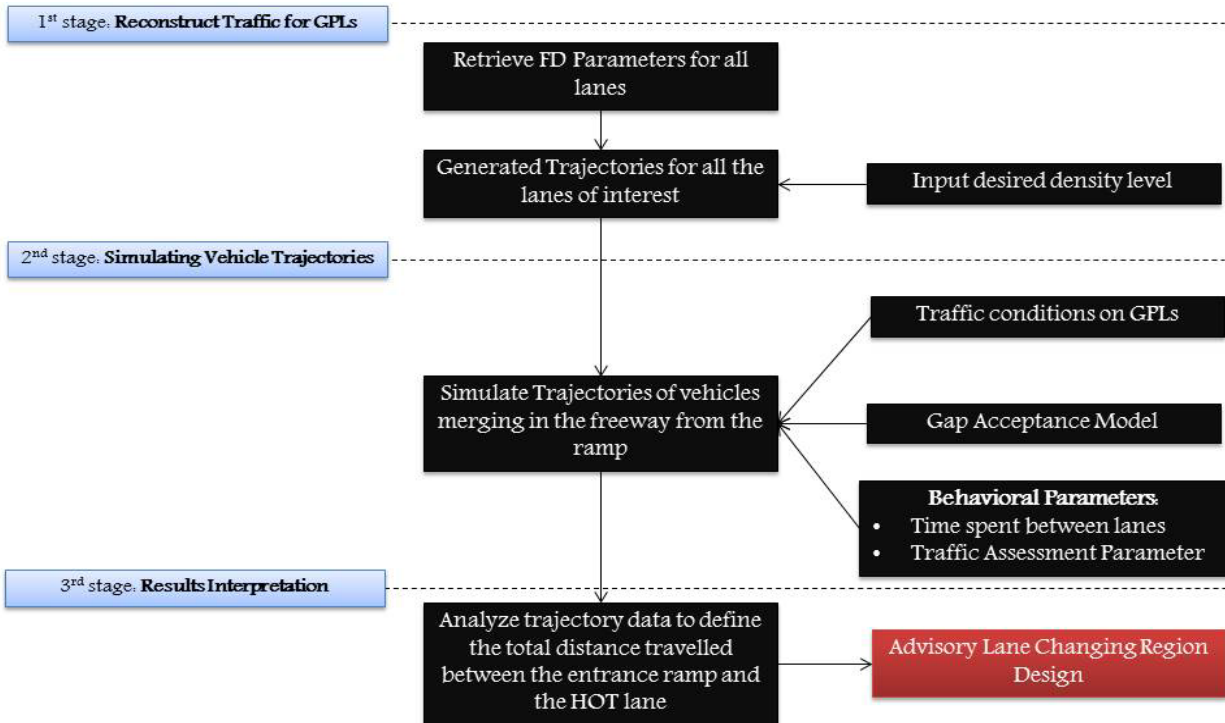 1st stage: Reconstruct Traffic for GPLs
Retrieve FD Parameters for all
lanes
Generated Trajectories for all the
lanes of interest
Input desired density level
2nd stage: Simulating Vehicle Trajectories
Traffic conditions on GPLs
Simulate Trajectories of vehicles
merging in the freeway from the
ramp
Gap Acceptance Model
Behavioral Parameters:
• Time spent between lanes
• Traffic Assessment Parameter
3rd stage: Results Interpretation
Analyze trajectory data to define
the total distance travelled
between the entrance ramp and
the HOT lane
Advisory Lane Changing Region
Design